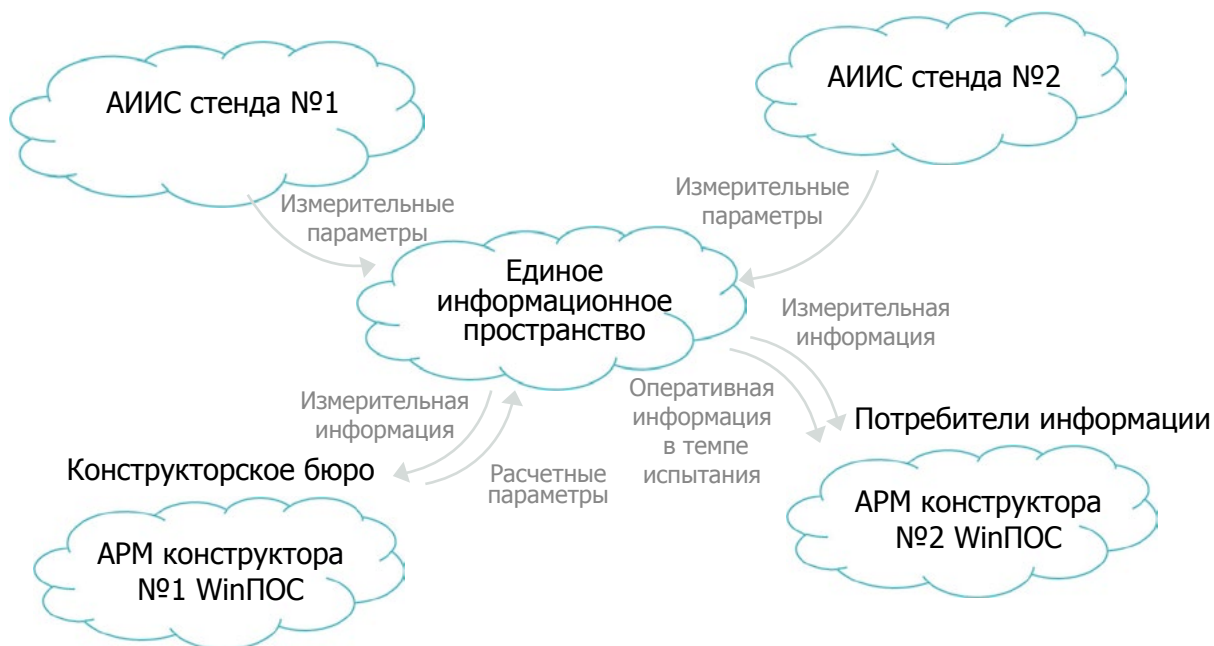 АИИС стенда №1
АИИС стенда №2
Измерительные
параметры
Измерительные
параметры
Единое
информационное
пространство
Измерительная
информация
Измерительная
информация
Оперативная
информация
в темпе
испытания
Потребители информации
Конструкторское бюро
Расчетные
параметры
АРМ конструктора
№2 WinПОС
АРМ конструктора
№1 WinПОС